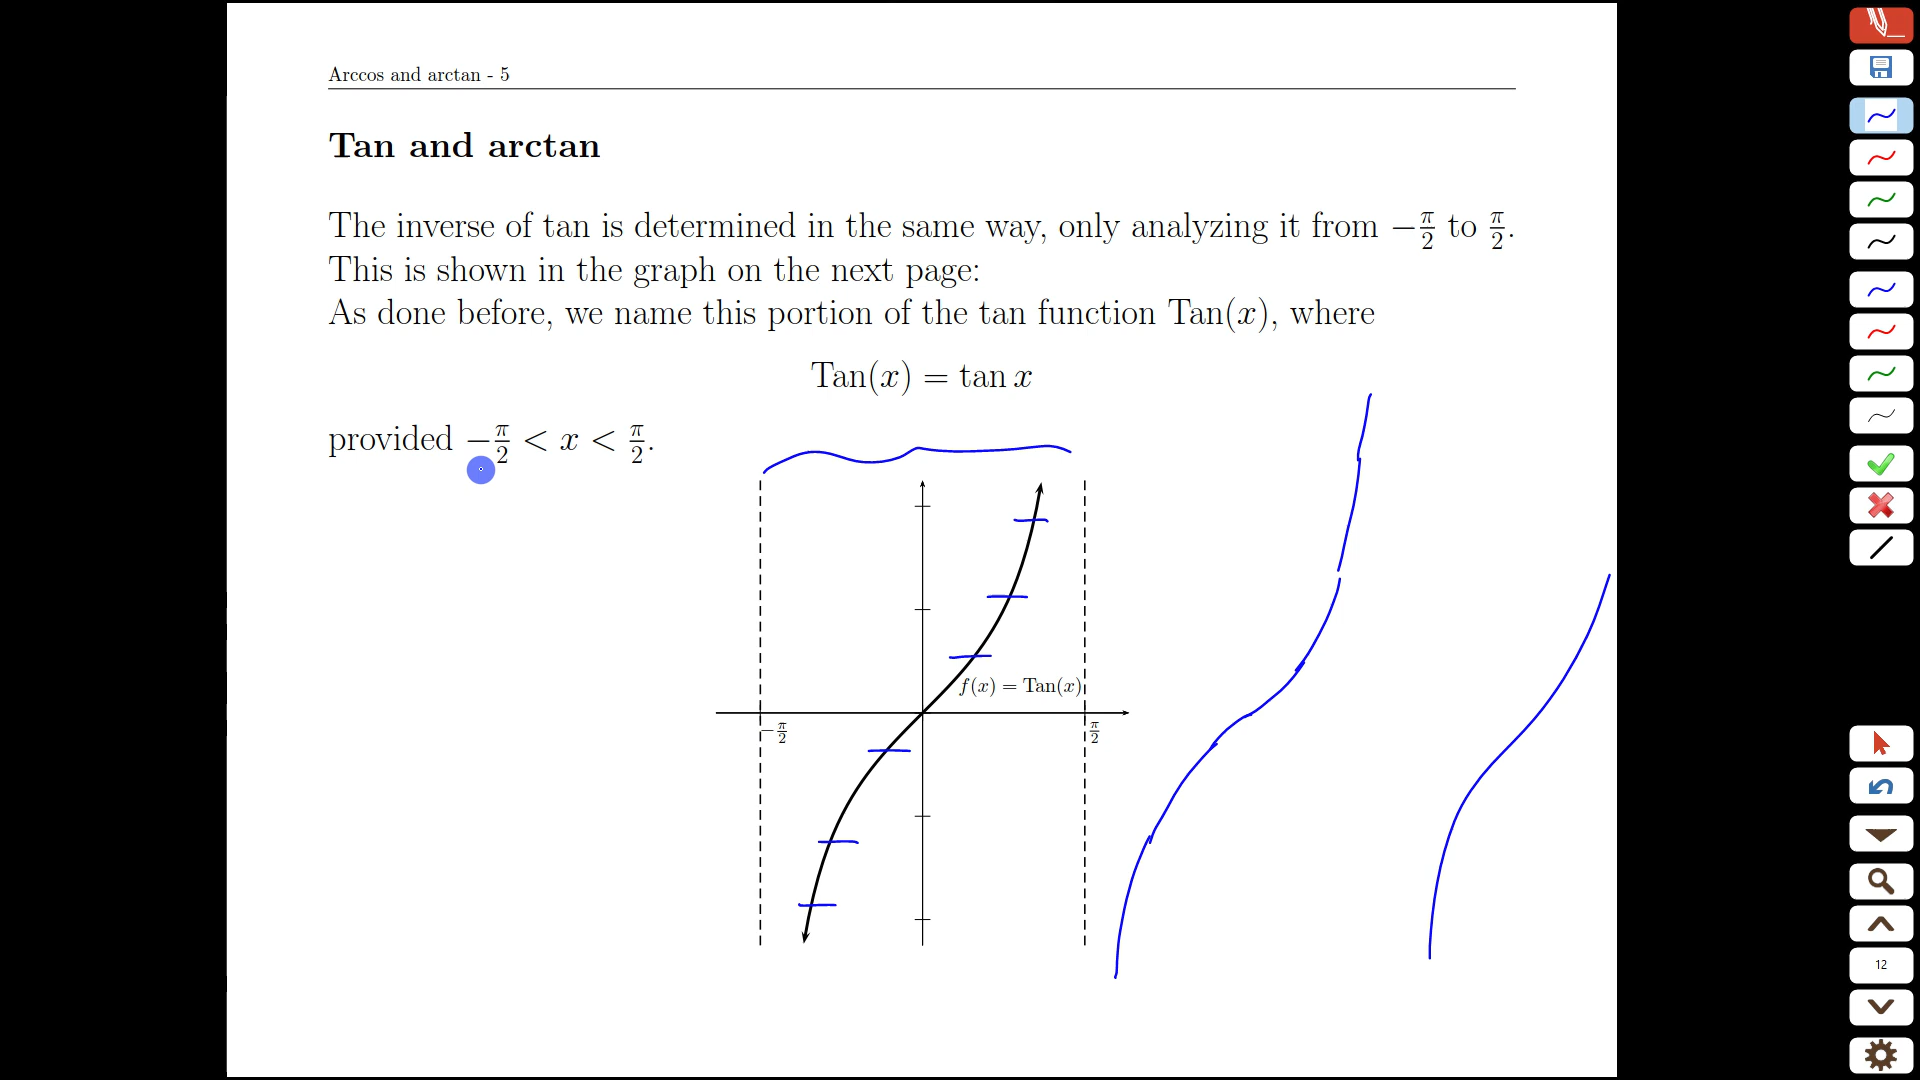 Arccos and arctan - 5
Tan and arctan
The inverse of tan is determined in the same way, only analyzing it from −π/2 to π/2.
This is shown in the graph on the next page:
As done before, we name this portion of the tan function Tan(x), where
Tan(x) = tan x
provided −π/2 < x < π/2.
f(x) = Tan(x)
−π/2
π/2
12